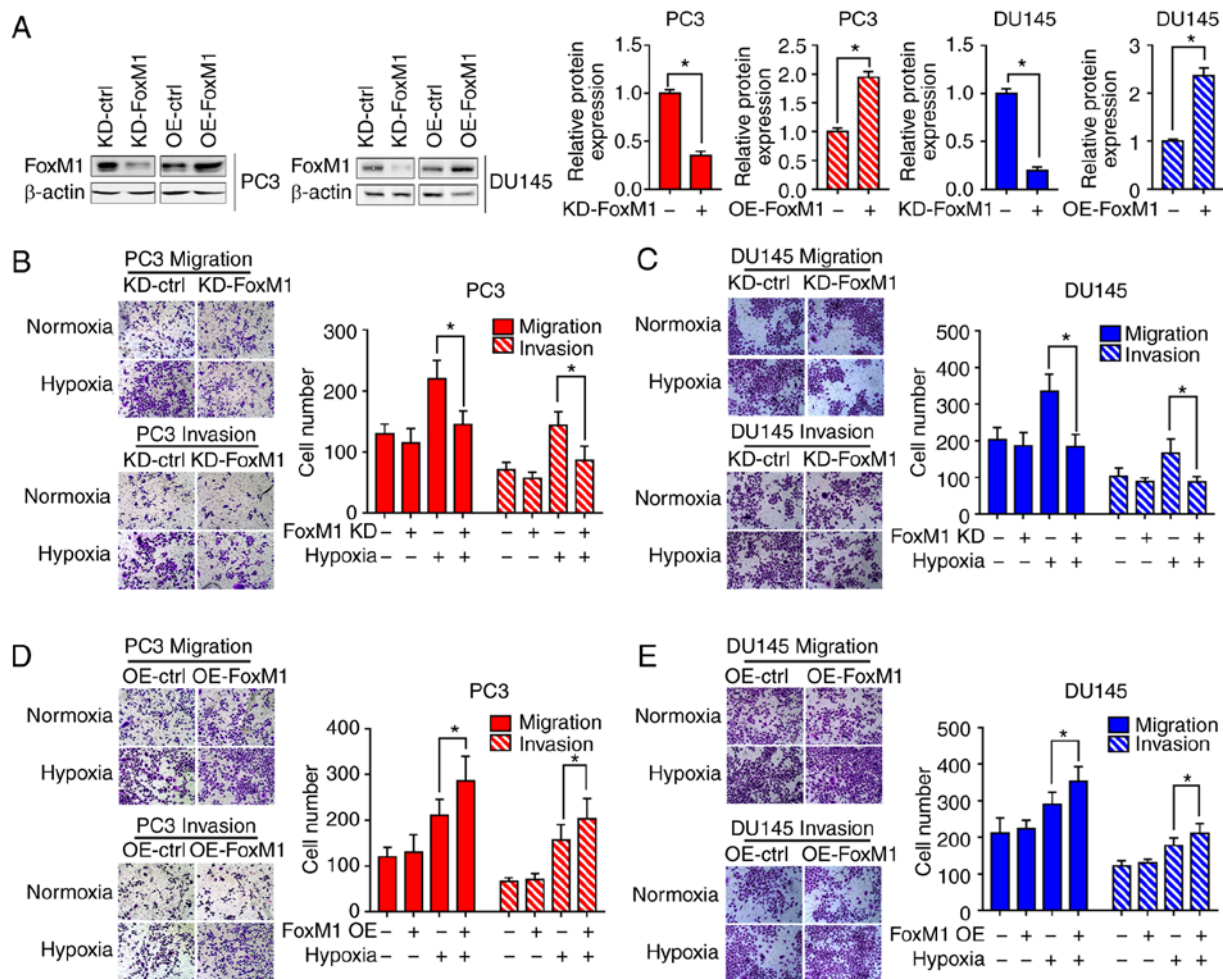 A
KD-ctrl
KD-FoxM1
OE-ctrl
OE-FoxM1
FoxM1
β-actin
PC3
KD-ctrl
KD-FoxM1
OE-ctrl
OE-FoxM1
FoxM1
β-actin
DU145
PC3
Relative protein
expression
1.5
1.0
0.5
0.0
*
KD-FoxM1 – +
PC3
Relative protein
expression
2.5
2.0
1.5
1.0
0.5
0.0
*
OE-FoxM1 – +
DU145
Relative protein
expression
1.5
1.0
0.5
0.0
*
KD-FoxM1 – +
DU145
Relative protein
expression
3
2
1
0
*
OE-FoxM1 – +
B
PC3 Migration
KD-ctrl KD-FoxM1
Normoxia
Hypoxia
PC3 Invasion
KD-ctrl KD-FoxM1
Normoxia
Hypoxia
PC3
Migration
Invasion
Cell number
300
200
100
0
*
*
FoxM1 KD – + – + – + – +
Hypoxia – – + + – – + +
C
DU145 Migration
KD-ctrl KD-FoxM1
Normoxia
Hypoxia
DU145 Invasion
KD-ctrl KD-FoxM1
Normoxia
Hypoxia
DU145
Migration
Invasion
Cell number
500
400
300
200
100
0
*
*
FoxM1 KD – + – + – + – +
Hypoxia – – + + – – + +
D
PC3 Migration
OE-ctrl OE-FoxM1
Normoxia
Hypoxia
PC3 Invasion
OE-ctrl OE-FoxM1
Normoxia
Hypoxia
PC3
Migration
Invasion
Cell number
400
300
200
100
0
*
*
FoxM1 OE – + – + – + – +
Hypoxia – – + + – – + +
E
DU145 Migration
OE-ctrl OE-FoxM1
Normoxia
Hypoxia
DU145 Invasion
OE-ctrl OE-FoxM1
Normoxia
Hypoxia
DU145
Migration
Invasion
Cell number
500
400
300
200
100
0
*
*
FoxM1 OE – + – + – + – +
Hypoxia – – + + – – + +